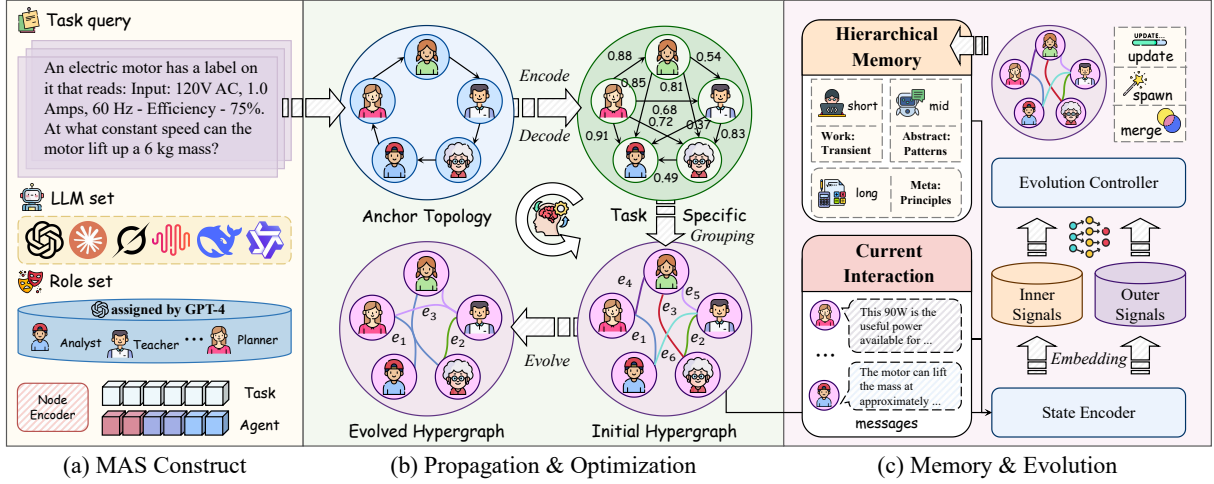 Task query
An electric motor has a label on
it that reads: Input: 120V AC, 1.0
Amps, 60 Hz - Efficiency - 75%.
At what constant speed can the
motor lift up a 6 kg mass?
LLM set
Role set
assigned by GPT-4
Analyst
Teacher
Planner
Node
Encoder
Task
Agent
(a) MAS Construct
Encode
Decode
0.88
0.54
0.85
0.81
0.68
0.72
0.37
0.91
0.83
0.49
Anchor Topology
Task Specific
Grouping
e3
e1
e2
Evolve
e4
e5
e3
e1
e2
e6
Evolved Hypergraph
Initial Hypergraph
(b) Propagation & Optimization
Hierarchical
Memory
short
mid
Work:
Transient
Abstract:
Patterns
long
Meta:
Principles
UPDATE...
update
spawn
merge
Evolution Controller
Current
Interaction
This 90W is the
useful power
available for ...
The motor can lift
the mass at
approximately ...
messages
Inner
Signals
Outer
Signals
Embedding
State Encoder
(c) Memory & Evolution